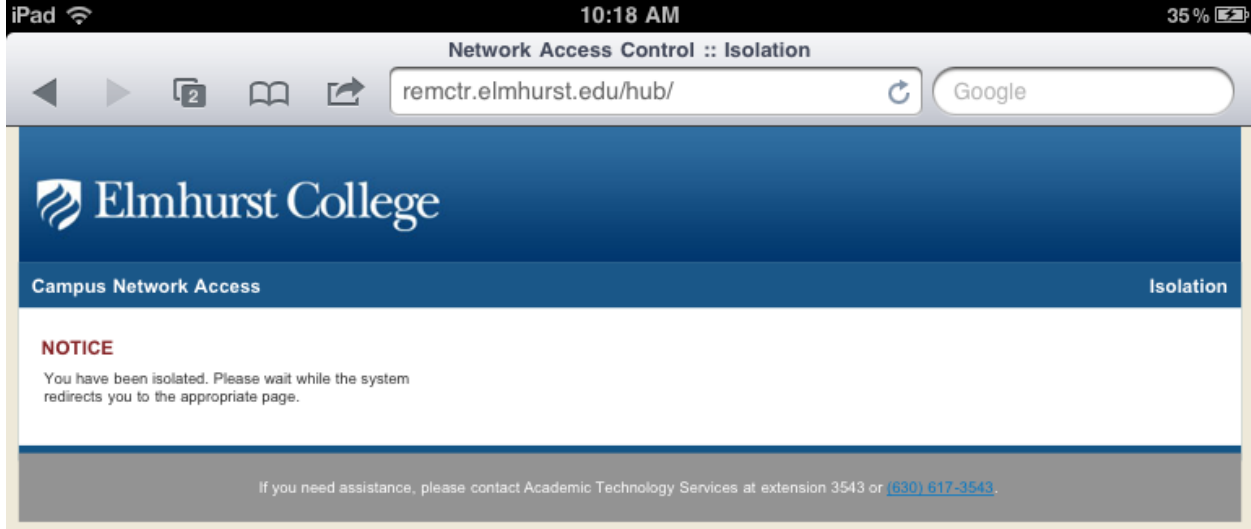 iPad 10:18 AM 35%
Network Access Control :: Isolation
2 remctr.elmhurst.edu/hub/ Google
Elmhurst College
Campus Network Access Isolation
NOTICE
You have been isolated. Please wait while the system
redirects you to the appropriate page.
If you need assistance, please contact Academic Technology Services at extension 3543 or (630) 617-3543.